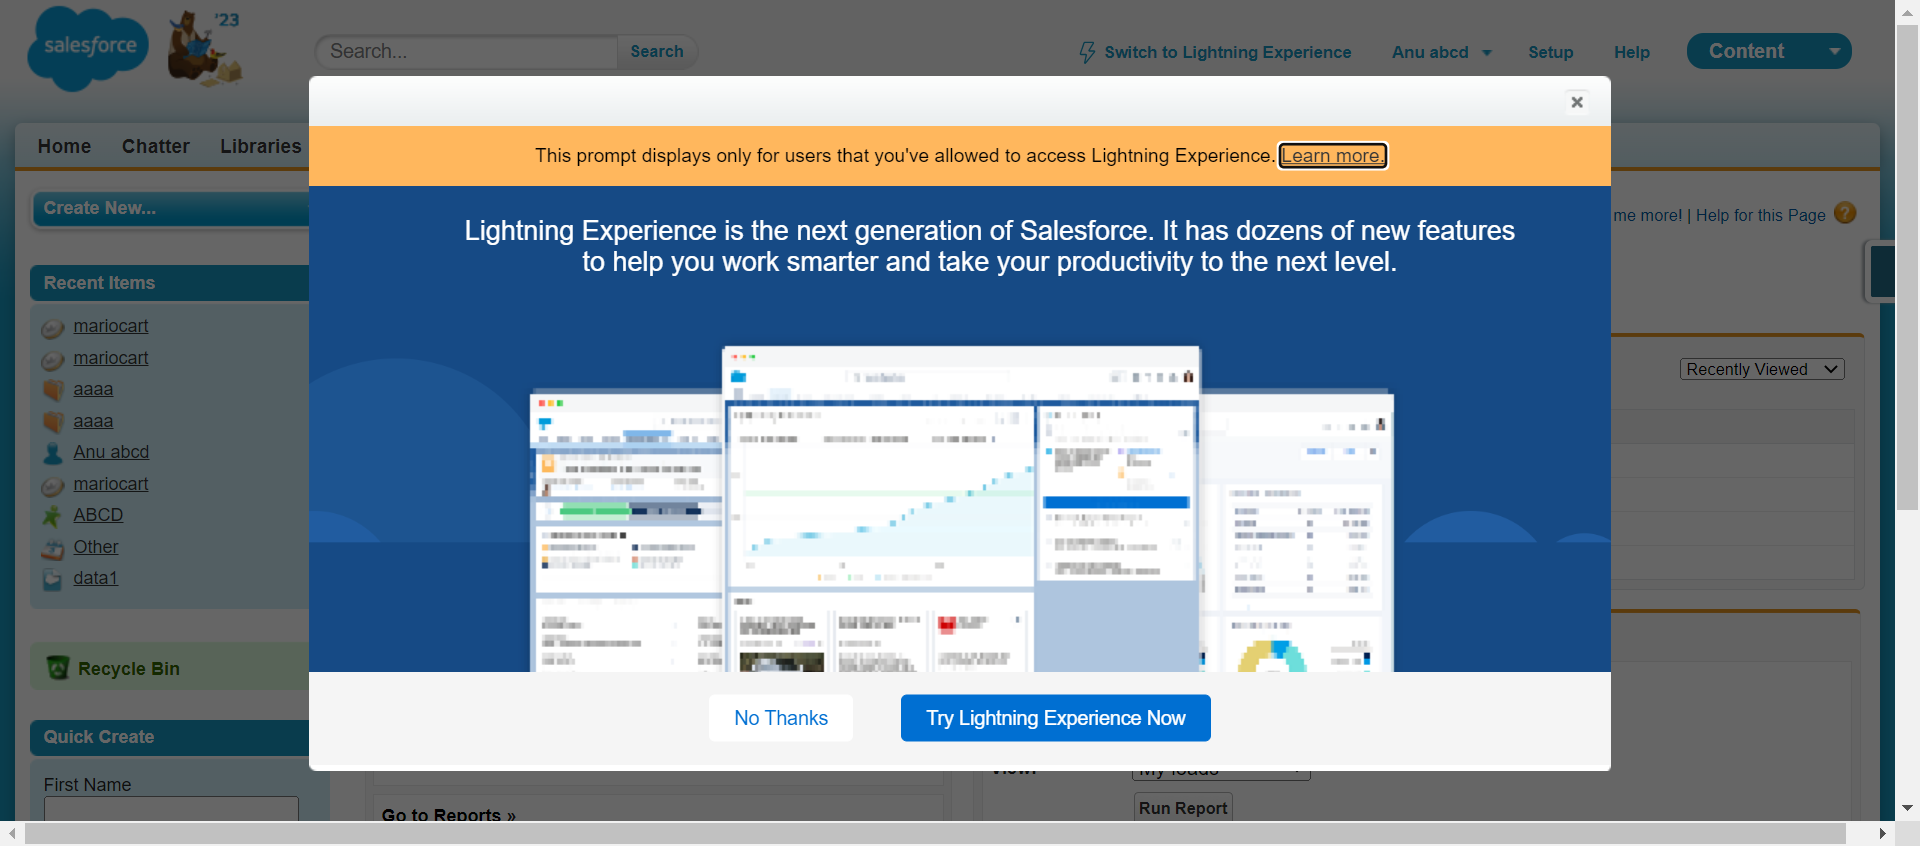 salesforce
'23
Search...
Search
Switch to Lightning Experience
Anu abcd
Setup
Help
Content
Home
Chatter
Libraries
This prompt displays only for users that you've allowed to access Lightning Experience. Learn more.
Create New...
me more! | Help for this Page
Lightning Experience is the next generation of Salesforce. It has dozens of new features
to help you work smarter and take your productivity to the next level.
Recent Items
mariocart
mariocart
aaaa
aaaa
Anu abcd
mariocart
ABCD
Other
data1
Recently Viewed
Recycle Bin
No Thanks
Try Lightning Experience Now
Quick Create
First Name
Go to Reports »
Run Report